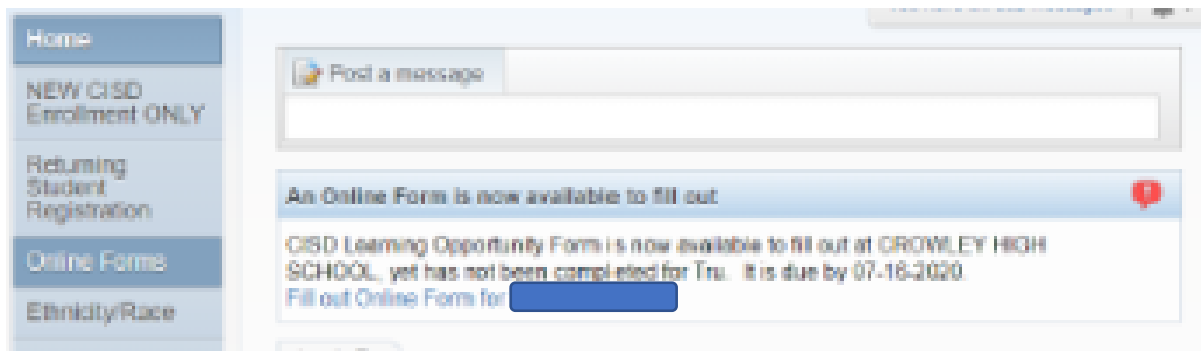 Home
NEW CISD
Enrollment ONLY
Returning
Student
Registration
Online Forms
Ethnicity/Race
Post a message
An Online Form is now available to fill out
CISD Learning Opportunity Form is now available to fill out at CROWLEY HIGH
SCHOOL, yet has not been completed for Tru. It is due by 07-16-2020.
Fill out Online Form for